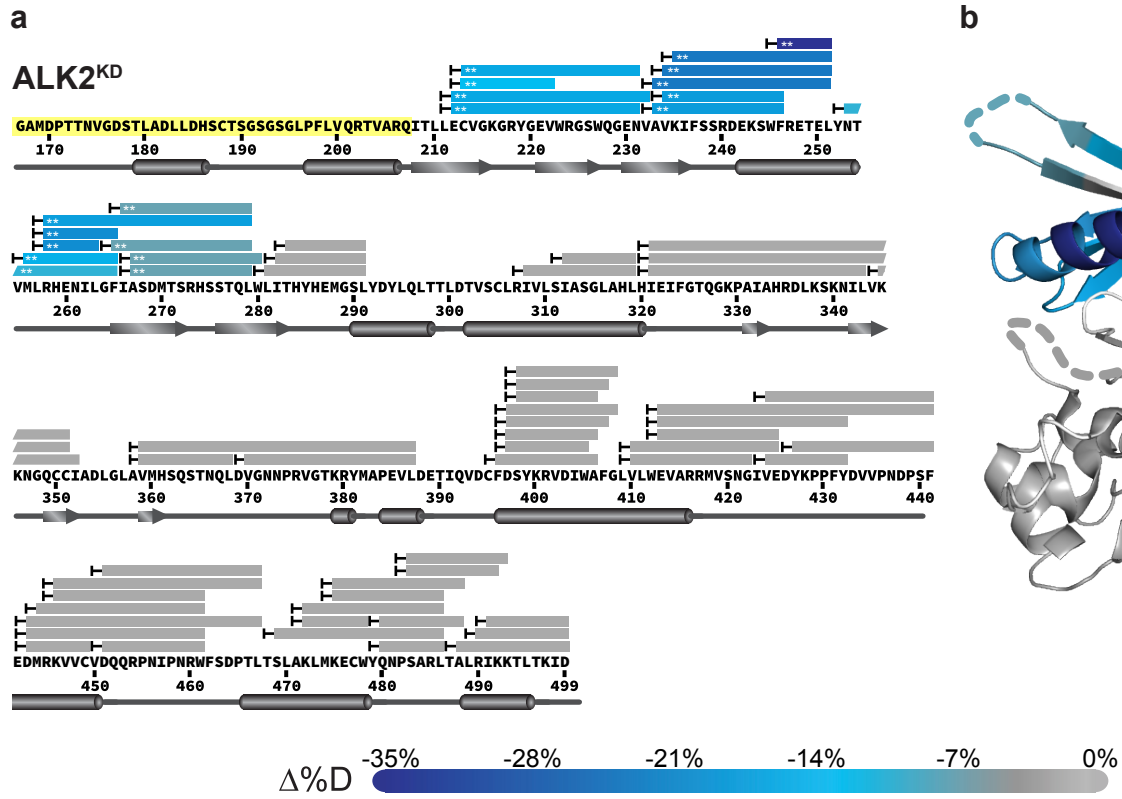 a
b
ALK2KD
** ** ** ** ** ** ** ** ** **
GAMDPTTNVGDSTLADLLDHSCTSGSGSGLPFLVQRTVARQITLLECVGKGRYGEVWRGSWQGENVAVKIFSSRDEKSWFRETELYNT
170 180 190 200 210 220 230 240 250
** ** ** ** ** ** ** ** **
VMLRHENILGFIASDMTSRHSSTQLWLITHYHEMGSLYDYLQLTTLDTVSCLRIVLSIASGLAHLHIEIFGTQGKPAIAHRDLKSKNILVK
260 270 280 290 300 310 320 330 340
KNGQCCIADLGLAVMHSQSTNQLDVGNNPRVGTKRYMAPEVLDETIQVDCFDSYKRVDIWAFGLVLWEVARRMVSNGIVEDYKPPFYDVVPNDPSF
350 360 370 380 390 400 410 420 430 440
EDMRKVVCVDQQRPNIPNRWFSDPTLTSLAKLMKECWYQNPSARLTALRIKKTLTKID
450 460 470 480 490 499
-35% -28% -21% -14% -7% 0%
Δ%D